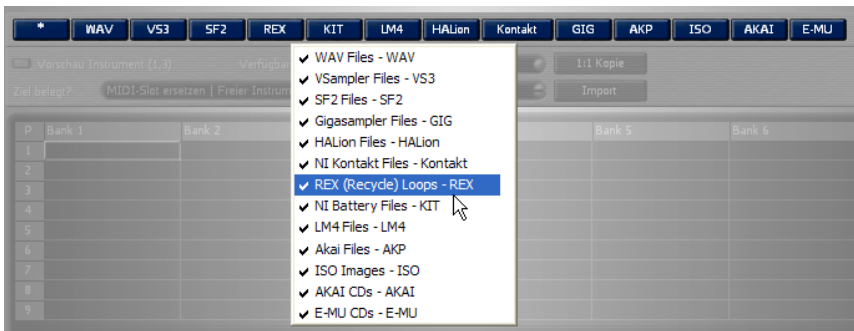 * WAV VS3 SF2 REX KIT LM4 HALion Kontakt GIG AKP ISO AKAI E-MU
Vorschau Instrument (1,3) 1:1 Kopie
Ziel belegt? MIDI-Slot ersetzen | Freier Import
P Bank 1 Bank 2 Bank 5 Bank 6
1
2
3
4
5
6
7
8
9
WAV Files - WAV
VSampler Files - VS3
SF2 Files - SF2
Gigasampler Files - GIG
HALion Files - HALion
NI Kontakt Files - Kontakt
REX (Recycle) Loops - REX
NI Battery Files - KIT
LM4 Files - LM4
Akai Files - AKP
ISO Images - ISO
AKAI CDs - AKAI
E-MU CDs - E-MU